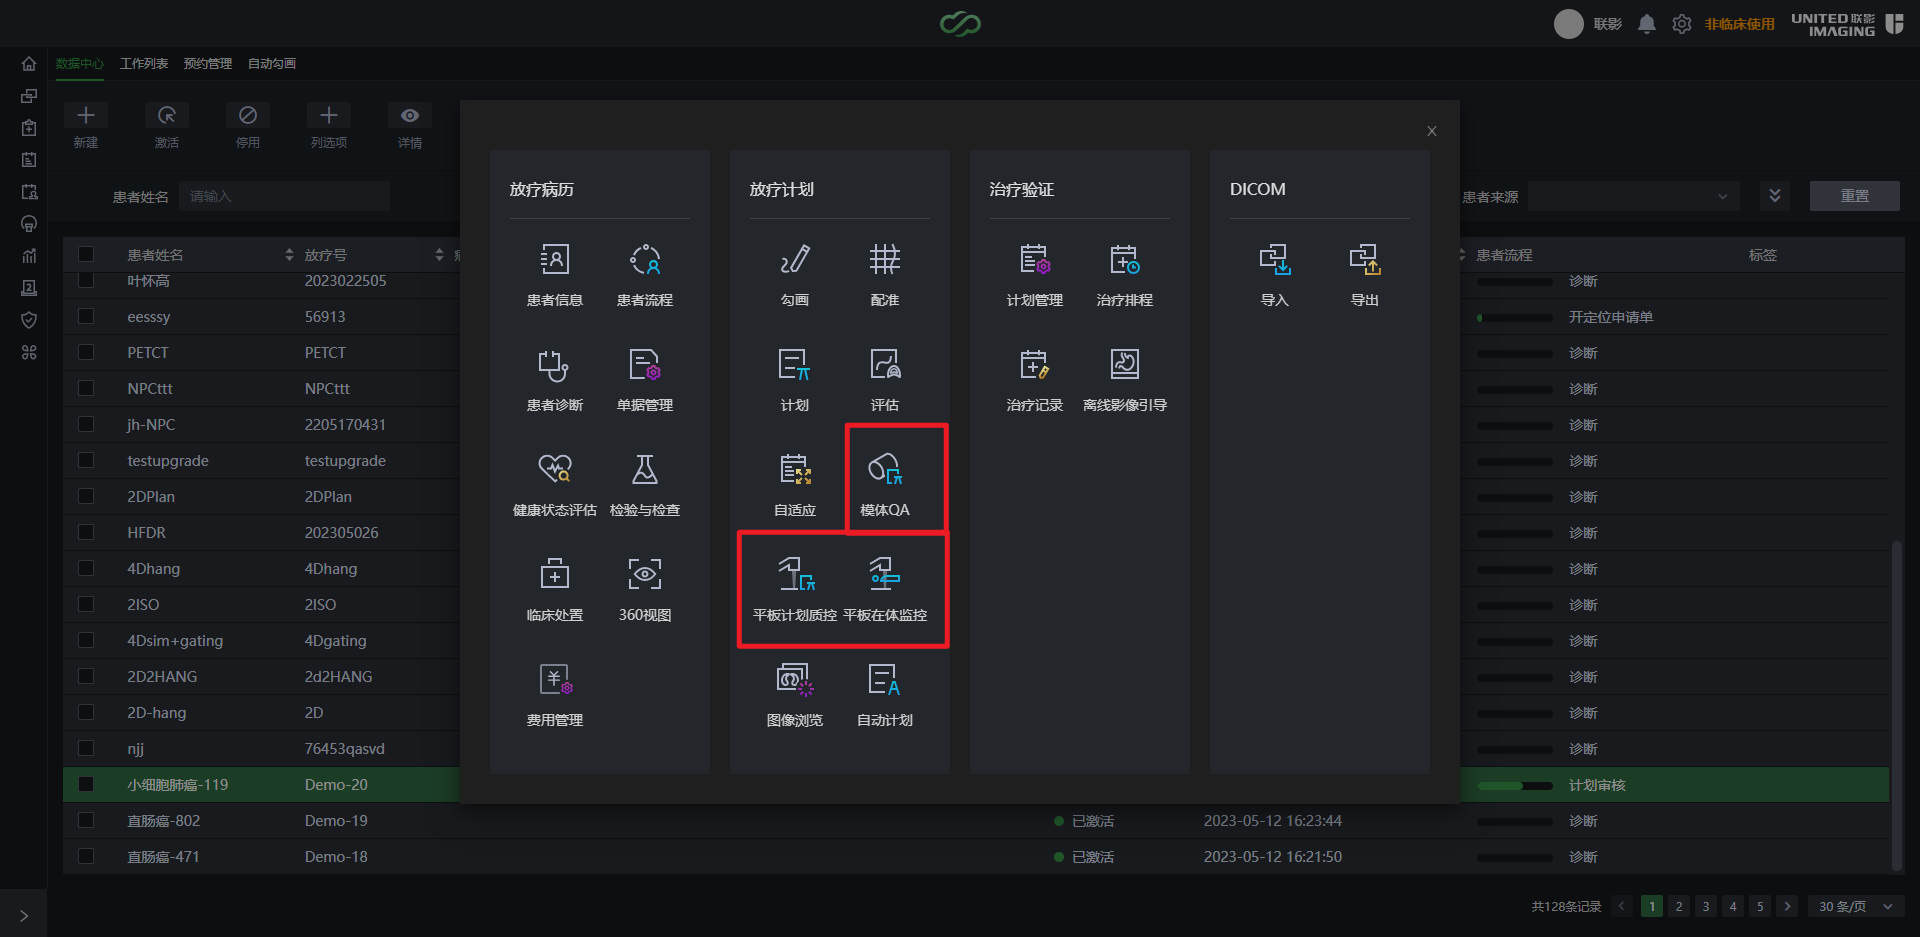 联影
非临床使用
UNITED 联影
IMAGING
数据中心 工作列表 预约管理 自动勾画
新建 激活 停用 列选项 详情
患者姓名 请输入 患者来源 重置
患者姓名 放疗号 患者流程 标签
叶怀高 2023022505 诊断
eesssy 56913 开定位申请单
PETCT PETCT 诊断
NPCttt NPCttt 诊断
jh-NPC 2205170431 诊断
testupgrade testupgrade 诊断
2DPlan 2DPlan 诊断
HFDR 202305026 诊断
4Dhang 4Dhang 诊断
2ISO 2ISO 诊断
4Dsim+gating 4Dgating 诊断
2D2HANG 2d2HANG 诊断
2D-hang 2D 诊断
njj 76453qasvd 诊断
小细胞肺癌-119 Demo-20 计划审核
直肠癌-802 Demo-19 已激活 2023-05-12 16:23:44 诊断
直肠癌-471 Demo-18 已激活 2023-05-12 16:21:50 诊断
共128条记录 1 2 3 4 5 30 条/页
放疗病历
患者信息 患者流程
患者诊断 单据管理
健康状态评估 检验与检查
临床处置 360视图
费用管理
放疗计划
勾画 配准
计划 评估
自适应 模体QA
平板计划质控 平板在体监控
图像浏览 自动计划
治疗验证
计划管理 治疗排程
治疗记录 离线影像引导
DICOM
导入 导出